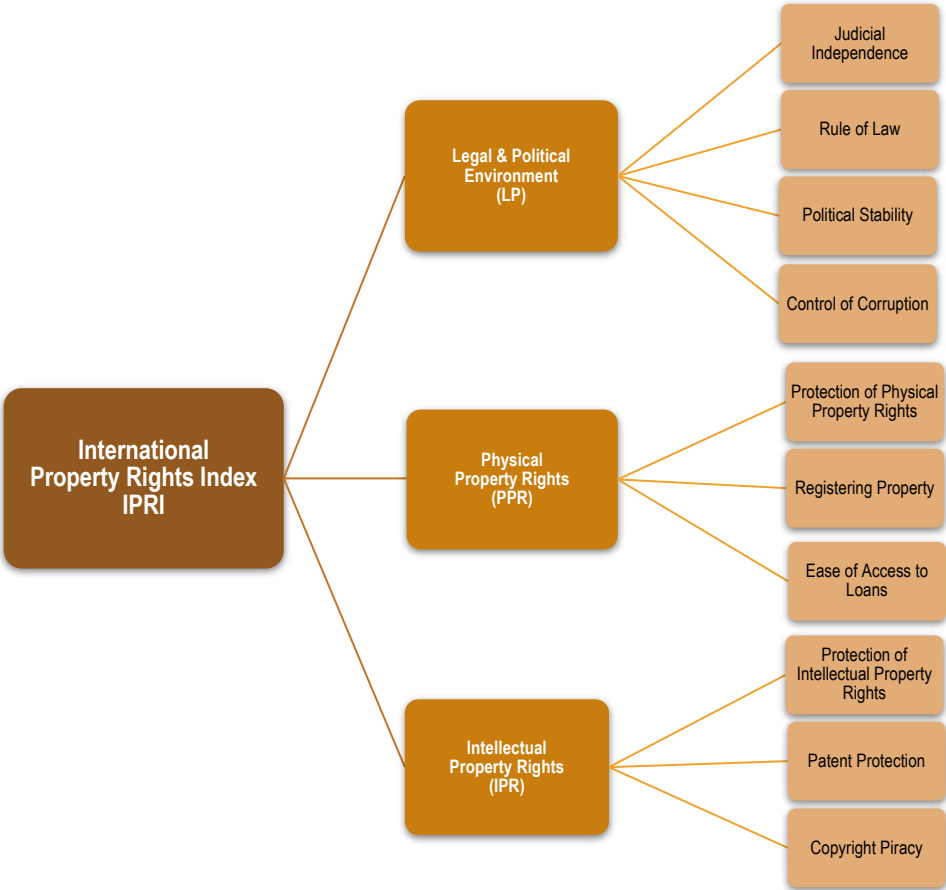 International
Property Rights Index
IPRI
Legal & Political
Environment
(LP)
Judicial
Independence
Rule of Law
Political Stability
Control of Corruption
Physical
Property Rights
(PPR)
Protection of Physical
Property Rights
Registering Property
Ease of Access to
Loans
Intellectual
Property Rights
(IPR)
Protection of
Intellectual Property
Rights
Patent Protection
Copyright Piracy